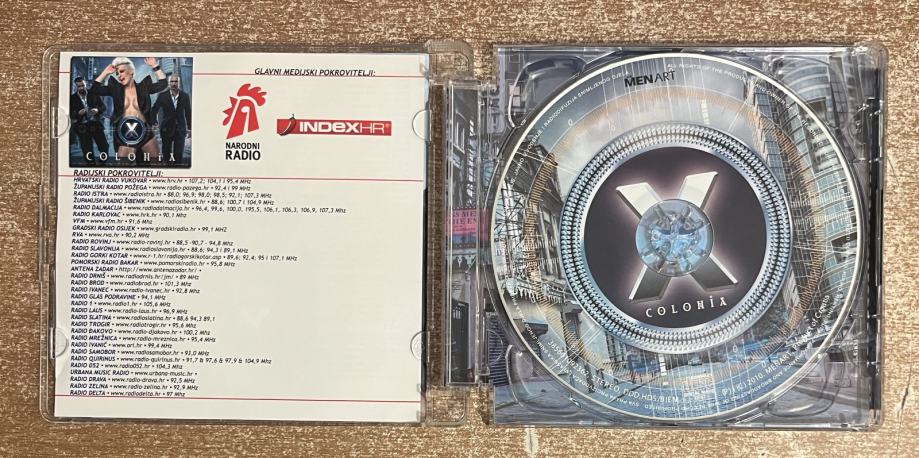 GLAVNI MEDIJSKI POKROVITELJI:
X
COLONIA
NARODNI
RADIO
INDEXHR®
RADIJSKI POKROVITELJI:
HRVATSKI RADIO VUKOVAR • www.hrv.hr • 107,2; 104,1 i 95,4 MHz
ŽUPANIJSKI RADIO POŽEGA • www.radio-pozega.hr • 92.4 i 99 MHz
RADIO ISTRA • www.radioistra.hr • 88,0; 96,9; 98,0; 98,5; 92,1; 107,3 MHz
ŽUPANIJSKI RADIO ŠIBENIK • www.radiosibenik.hr • 88,6; 100,7 i 104,9 MHz
RADIO DALMACIJA • www.radiodalmacija.hr • 96,4, 99,6, 100,0, 195,5, 106,1, 106,3, 106,9, 107,3 Mhz
RADIO KARLOVAC • www.hrk.hr • 90,1 Mhz
VFM • www.vfm.hr • 91,6 Mhz
GRADSKI RADIO OSIJEK • www.gradskiradio.hr • 99,1 MHZ
RVA • www.rva.hr • 90,2 Mhz
RADIO ROVINJ • www.radio-rovinj.hr • 88,5 -90,7 - 94,8 Mhz
RADIO SLAVONIJA • www.radioslavonija.hr • 88,6; 94,3 i 89,1 Mhz
RADIO GORKI KOTAR • www.r-1.hr/radiogorskikotar.asp • 89,6; 92,4; 95 i 107,1 Mhz
POMORSKI RADIO BAKAR • www.pomorskiradio.hr • 95,8 Mhz
ANTENA ZADAR • http://www.antenazadar.hr/ •
RADIO DRNIŠ • www.radiodrnis.hr/jm/ • 89 MHz
RADIO BROD • www.radiobrod.hr • 101,3 Mhz
RADIO IVANEC • www.radio-ivanec.hr • 92,8 Mhz
RADIO GLAS PODRAVINE • 94,1 Mhz
RADIO 1 • www.radio1.hr • 105,6 Mhz
RADIO LAUS • www.radio-laus.hr • 96,9 Mhz
RADIO SLATINA • www.radioslatina.hr • 88,6 94,3 89,1
RADIO TROGIR • www.radiotrogir.hr • 95,6 Mhz
RADIO ĐAKOVO • www.radio-djakovo.hr • 100,2 Mhz
RADIO MREŽNICA • www.radio-mreznica.hr • 95,4 Mhz
RADIO IVANIĆ • www.ori.hr • 99,4 Mhz
RADIO SAMOBOR • www.radiosamobor.hr • 93,0 Mhz
RADIO QUIRINUS • www.radio-quirinus.hr • 91,7 & 97,6 & 97,9 & 104,9 Mhz
RADIO 052 • www.radio052.hr • 104,3 Mhz
URBANA MUSIC RADIO • www.urbana-music.hr •
RADIO DRAVA • www.radio-drava.hr • 92,5 Mhz
RADIO ZELINA • www.radio-zelina.hr • 92,9 Mhz
RADIO DELTA • www.radiodelta.hr • 97 Mhz
MENART
ALL RIGHTS OF THE PRODUCER AND OWNER
RADIODIFUZIJA SNIMLJENOG DJELA
X
COLONIA